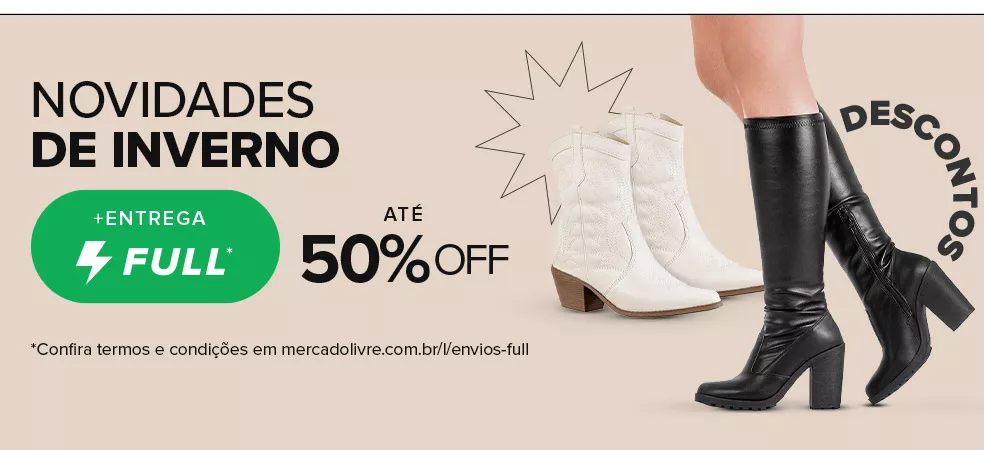 NOVIDADES
DE INVERNO
+ENTREGA
FULL*
ATÉ
50% OFF
*Confira termos e condições em mercadolivre.com.br/l/envios-full
DESCONTOS